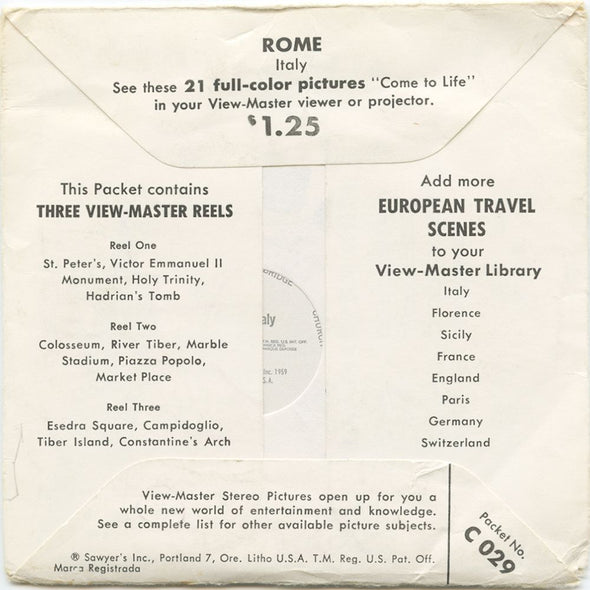 ROME
Italy
See these 21 full-color pictures "Come to Life"
in your View-Master viewer or projector.
$1.25
This Packet contains
THREE VIEW-MASTER REELS
Reel One
St. Peter's, Victor Emmanuel II
Monument, Holy Trinity,
Hadrian's Tomb
Reel Two
Colosseum, River Tiber, Marble
Stadium, Piazza Popolo,
Market Place
Reel Three
Esedra Square, Campidoglio,
Tiber Island, Constantine's Arch
CHURCH
aly
Inc. 1959
S.A.
Add more
EUROPEAN TRAVEL
SCENES
to your
View-Master Library
Italy
Florence
Sicily
France
England
Paris
Germany
Switzerland
View-Master Stereo Pictures open up for you a
whole new world of entertainment and knowledge.
See a complete list for other available picture subjects.
® Sawyer's Inc., Portland 7, Ore. Litho U.S.A. T.M. Reg. U.S. Pat. Off.
Marca Registrada
Packet No.
C 029